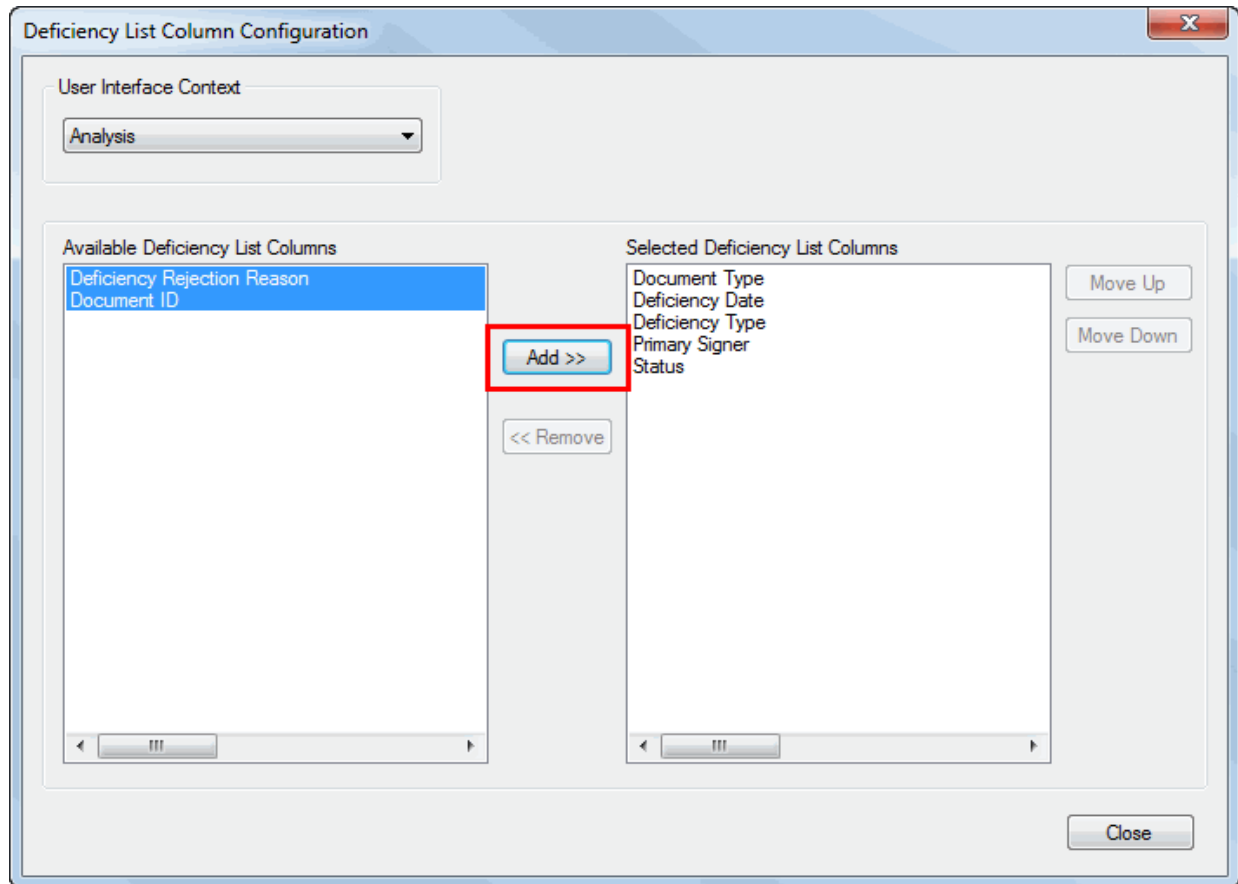 Deficiency List Column Configuration
User Interface Context
Analysis
Available Deficiency List Columns
Deficiency Rejection Reason
Document ID
Add >>
<< Remove
Selected Deficiency List Columns
Document Type
Deficiency Date
Deficiency Type
Primary Signer
Status
Move Up
Move Down
Close